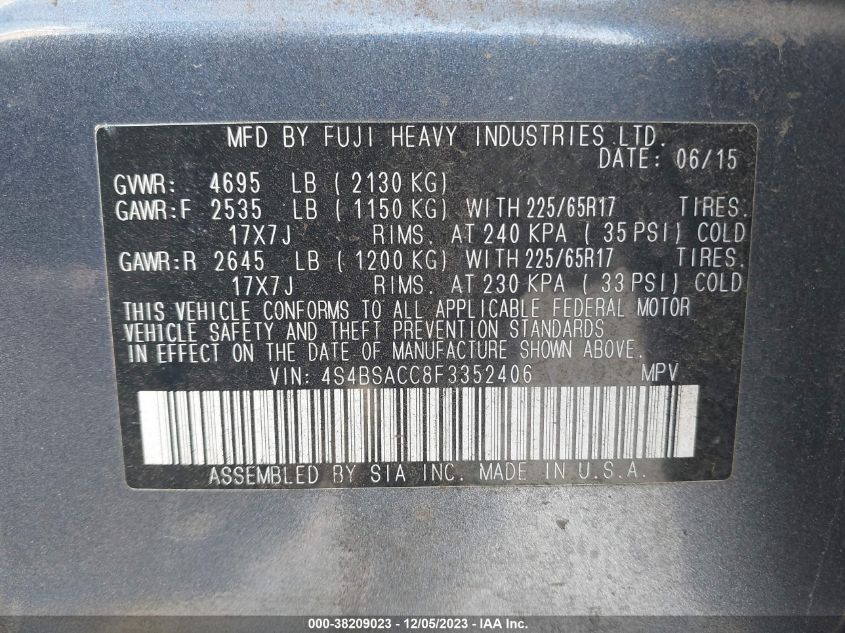 MFD BY FUJI HEAVY INDUSTRIES LTD.
DATE: 06/15
GVWR: 4695 LB ( 2130 KG)
GAWR:F 2535 LB ( 1150 KG) WITH 225/65R17 TIRES.
17X7J RIMS. AT 240 KPA ( 35 PSI) COLD
GAWR:R 2645 LB ( 1200 KG) WITH 225/65R17 TIRES.
17X7J RIMS. AT 230 KPA ( 33 PSI) COLD
THIS VEHICLE CONFORMS TO ALL APPLICABLE FEDERAL MOTOR
VEHICLE SAFETY AND THEFT PREVENTION STANDARDS
IN EFFECT ON THE DATE OF MANUFACTURE SHOWN ABOVE.
VIN: 4S4BSACC8F3352406 MPV
ASSEMBLED BY SIA INC. MADE IN U.S.A.
000-38209023 - 12/05/2023 - IAA Inc.